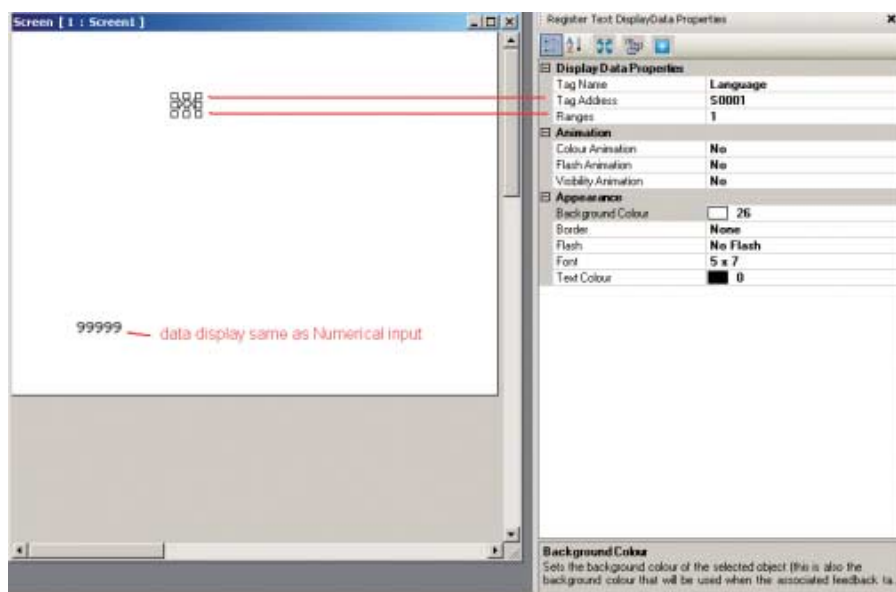 Screen [ 1 : Screen1 ]
99999
data display same as Numerical input
Register Text DisplayData Properties
Display Data Properties
Tag Name Language
Tag Address S0001
Ranges 1
Animation
Colour Animation No
Flash Animation No
Visibility Animation No
Appearance
Background Colour 26
Border None
Flash No Flash
Font 5 x 7
Text Colour 0
Background Colour
Sets the background colour of the selected object (this is also the
background colour that will be used when the associated feedback ta